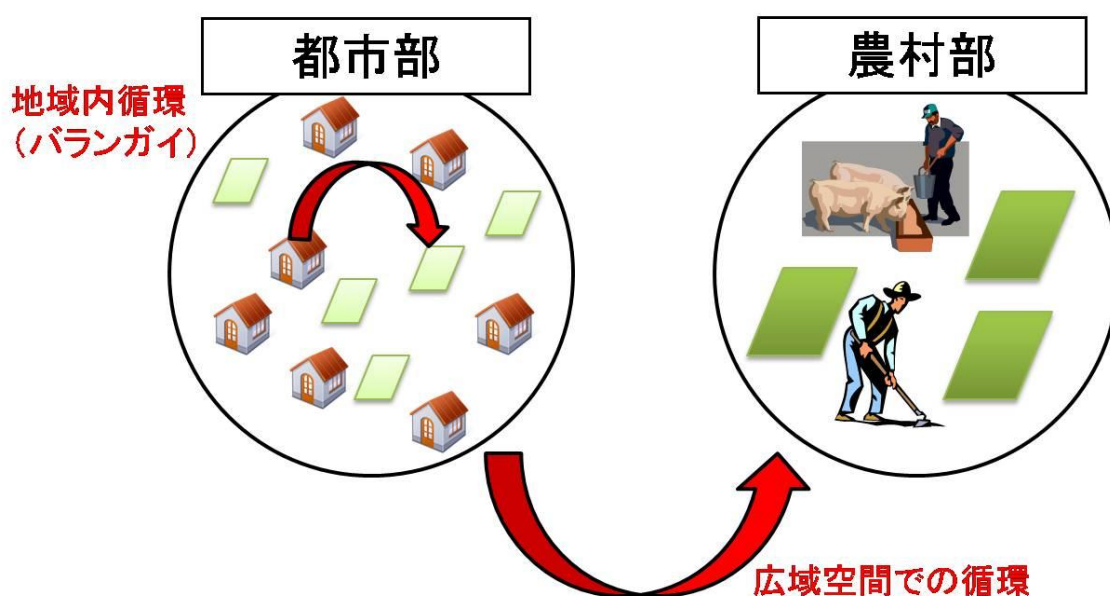 都市部
農村部
地域内循環
（バランガイ）
広域空間での循環